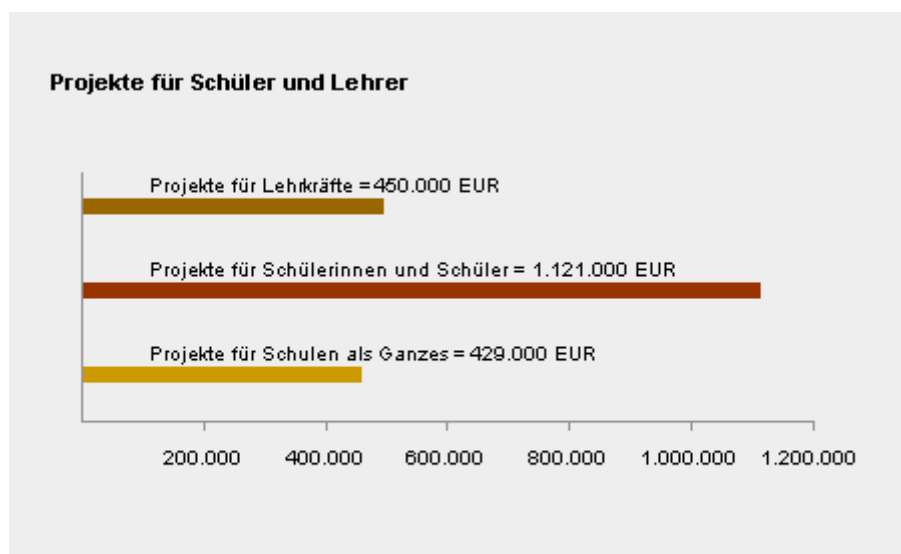 Projekte für Schüler und Lehrer
Projekte für Lehrkräfte = 450.000 EUR
Projekte für Schülerinnen und Schüler = 1.121.000 EUR
Projekte für Schulen als Ganzes = 429.000 EUR
200.000 400.000 600.000 800.000 1.000.000 1.200.000